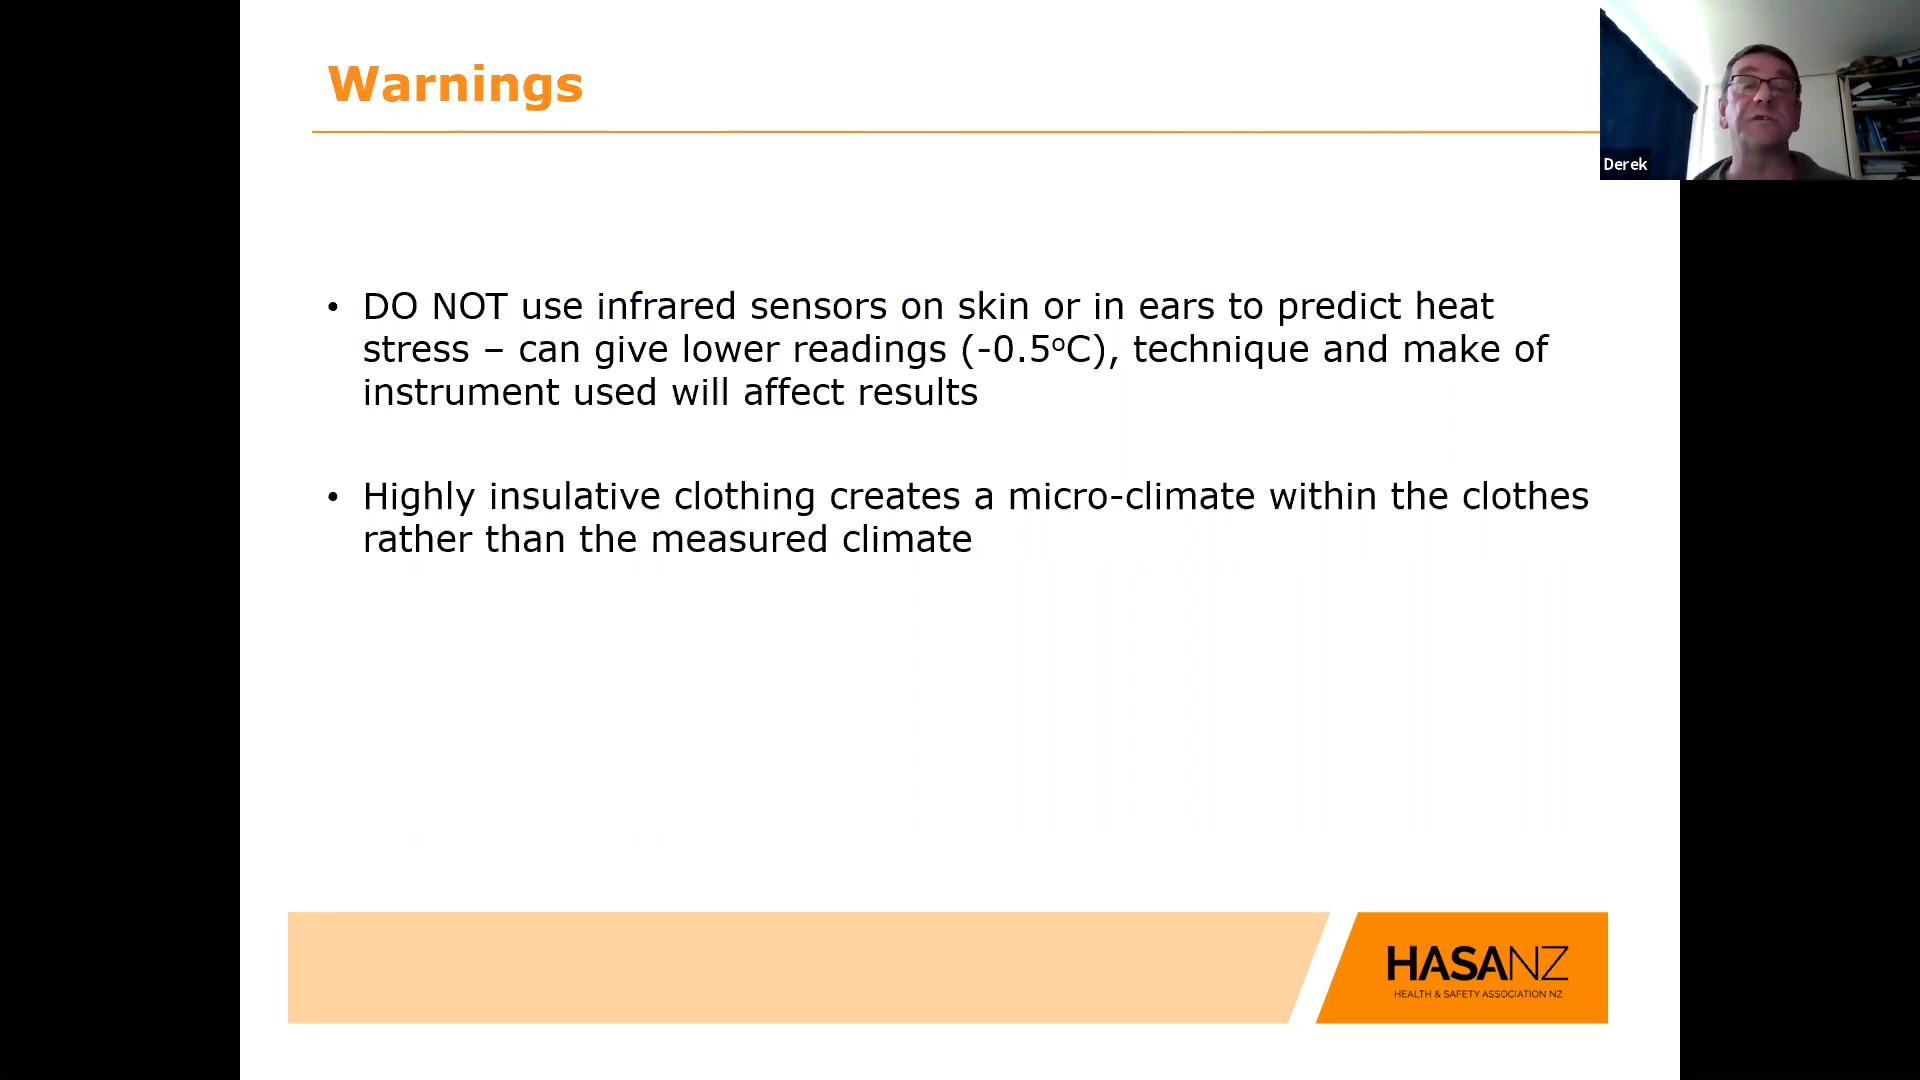 Warnings
Derek
• DO NOT use infrared sensors on skin or in ears to predict heat
stress – can give lower readings (-0.5ºC), technique and make of
instrument used will affect results
• Highly insulative clothing creates a micro-climate within the clothes
rather than the measured climate
HASANZ
HEALTH & SAFETY ASSOCIATION NZ